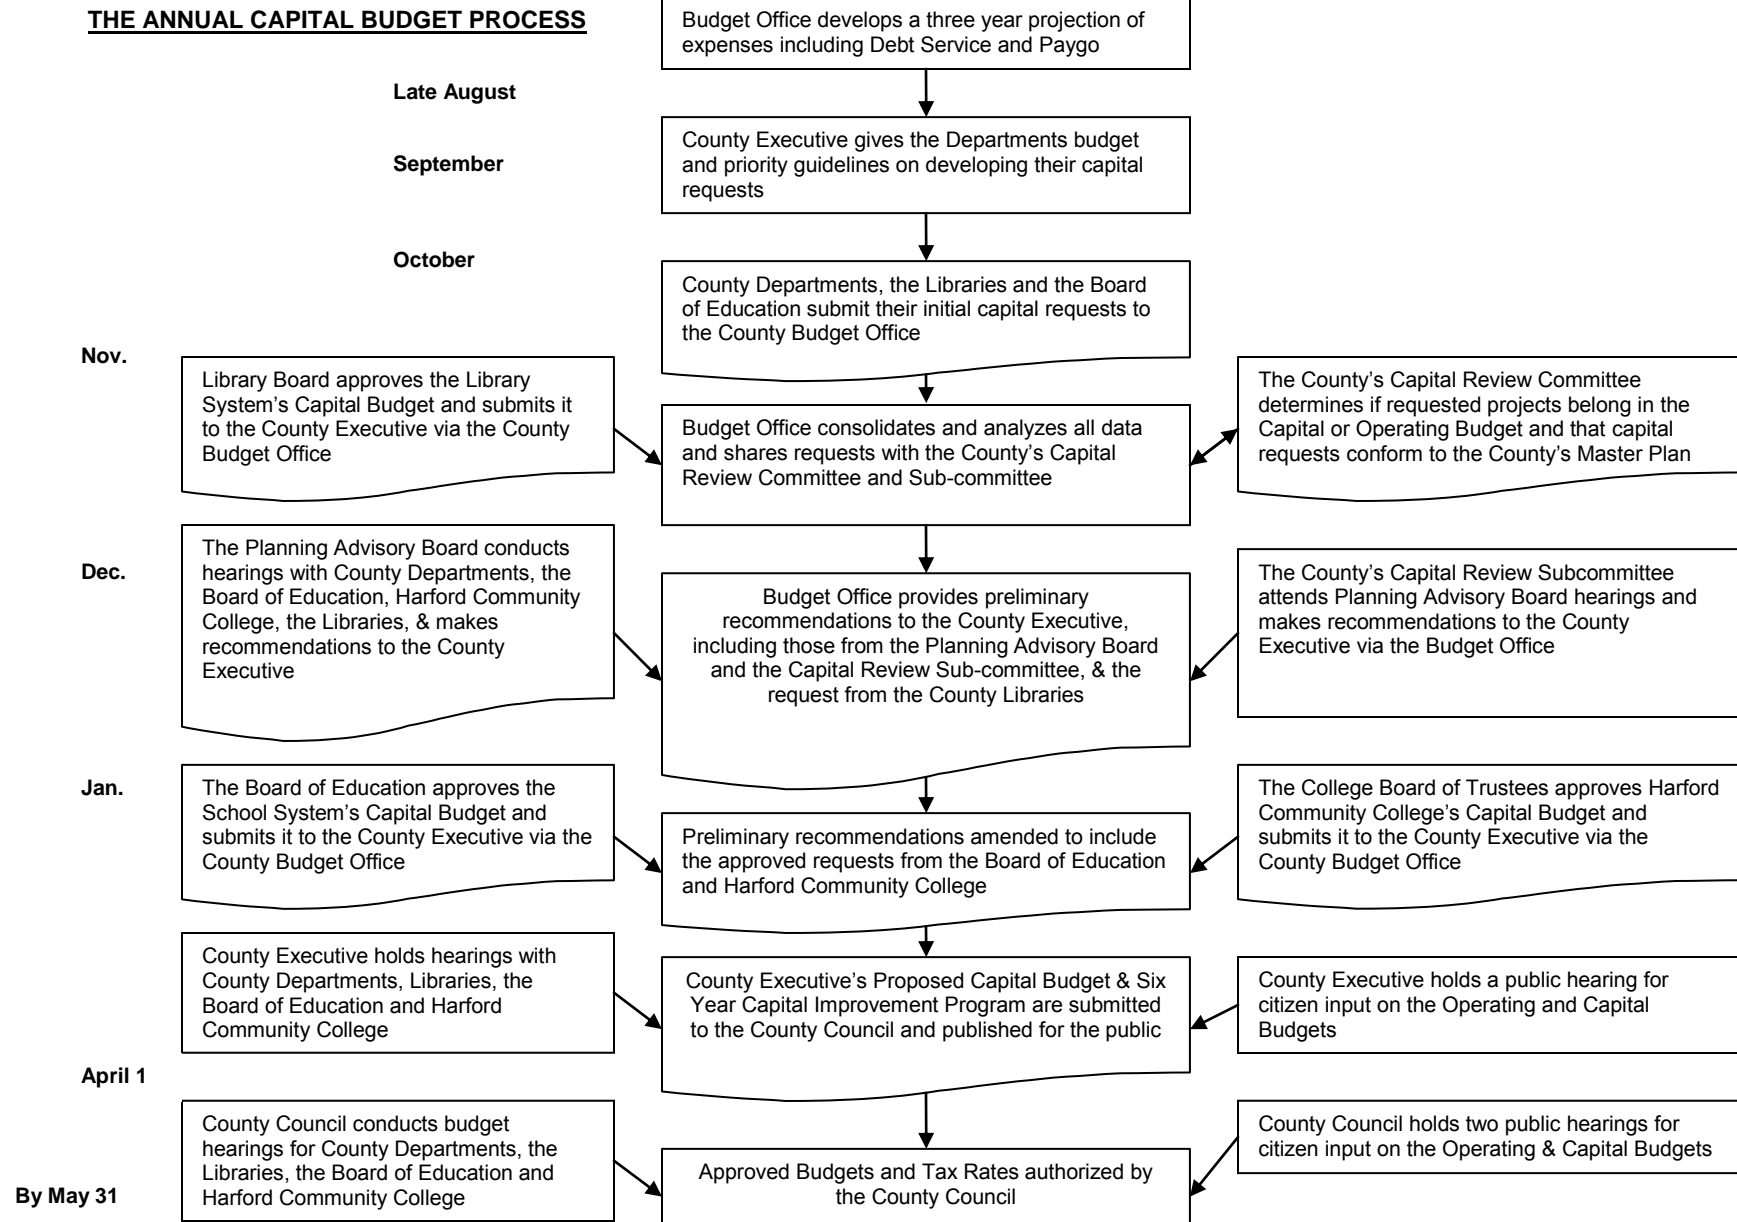 THE ANNUAL CAPITAL BUDGET PROCESS
Budget Office develops a three year projection of
expenses including Debt Service and Paygo
Late August
County Executive gives the Departments budget
and priority guidelines on developing their capital
requests
September
October
County Departments, the Libraries and the Board
of Education submit their initial capital requests to
the County Budget Office
Nov.
Library Board approves the Library
System's Capital Budget and submits it
to the County Executive via the County
Budget Office
Budget Office consolidates and analyzes all data
and shares requests with the County's Capital
Review Committee and Sub-committee
The County's Capital Review Committee
determines if requested projects belong in the
Capital or Operating Budget and that capital
requests conform to the County's Master Plan
Dec.
The Planning Advisory Board conducts
hearings with County Departments, the
Board of Education, Harford Community
College, the Libraries, & makes
recommendations to the County
Executive
Budget Office provides preliminary
recommendations to the County Executive,
including those from the Planning Advisory Board
and the Capital Review Sub-committee, & the
request from the County Libraries
The County's Capital Review Subcommittee
attends Planning Advisory Board hearings and
makes recommendations to the County
Executive via the Budget Office
Jan.
The Board of Education approves the
School System's Capital Budget and
submits it to the County Executive via the
County Budget Office
Preliminary recommendations amended to include
the approved requests from the Board of Education
and Harford Community College
The College Board of Trustees approves Harford
Community College's Capital Budget and
submits it to the County Executive via the
County Budget Office
County Executive holds hearings with
County Departments, Libraries, the
Board of Education and Harford
Community College
County Executive's Proposed Capital Budget & Six
Year Capital Improvement Program are submitted
to the County Council and published for the public
County Executive holds a public hearing for
citizen input on the Operating and Capital
Budgets
April 1
County Council conducts budget
hearings for County Departments, the
Libraries, the Board of Education and
Harford Community College
Approved Budgets and Tax Rates authorized by
the County Council
County Council holds two public hearings for
citizen input on the Operating & Capital Budgets
By May 31